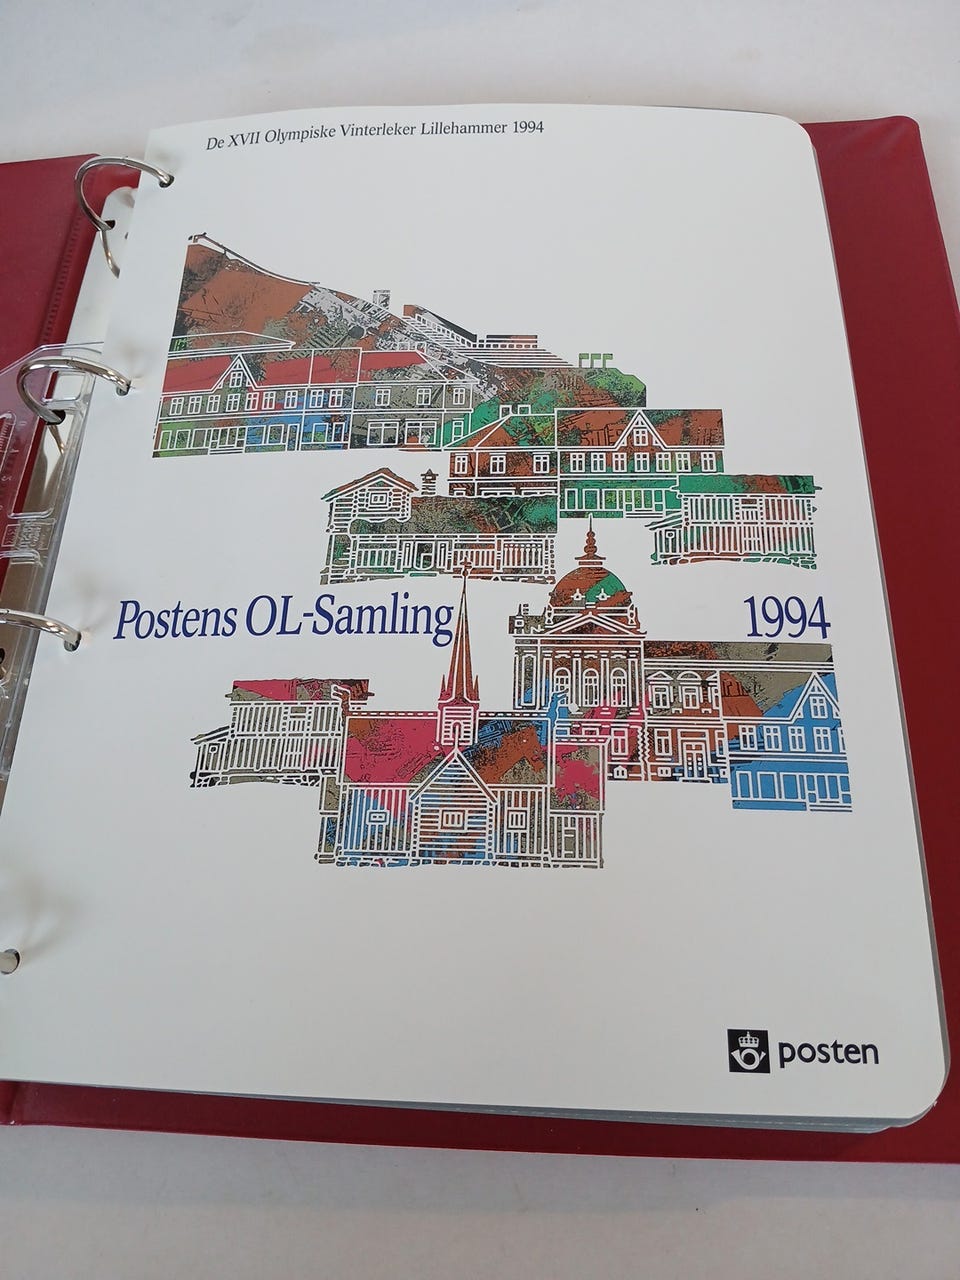 De XVII Olympiske Vinterleker Lillehammer 1994
Postens OL-Samling 1994
posten